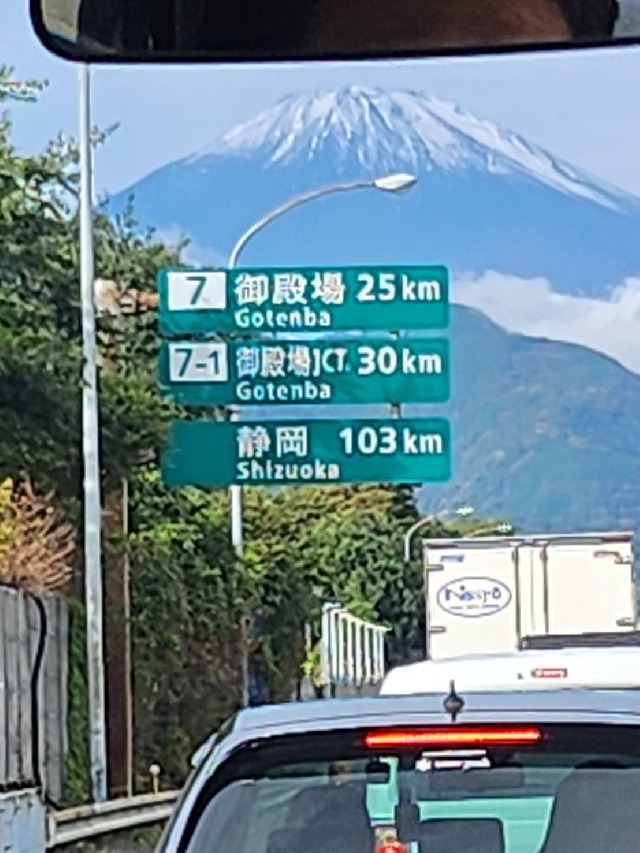 7 御殿場 25km
Gotenba
7-1 御殿場JCT. 30km
Gotenba
静岡 103km
Shizuoka